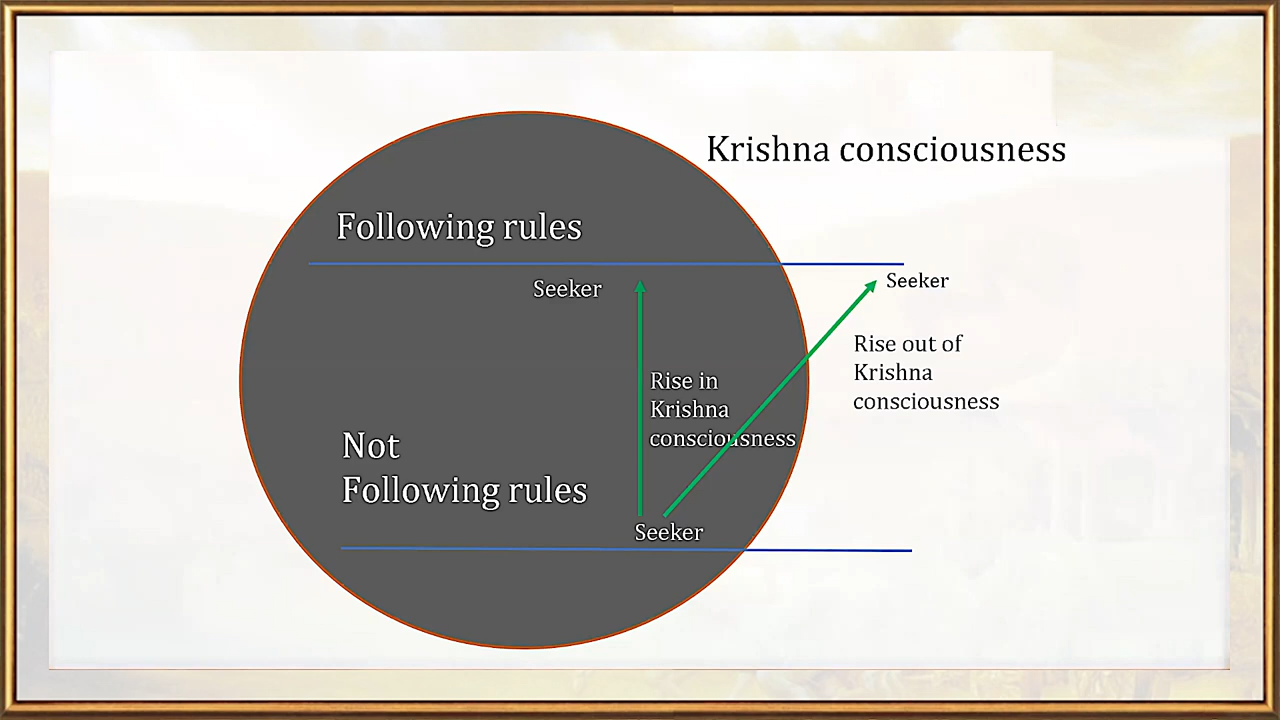 Krishna consciousness
Following rules
Seeker
Seeker
Rise out of
Krishna
consciousness
Rise in
Krishna
consciousness
Not
Following rules
Seeker